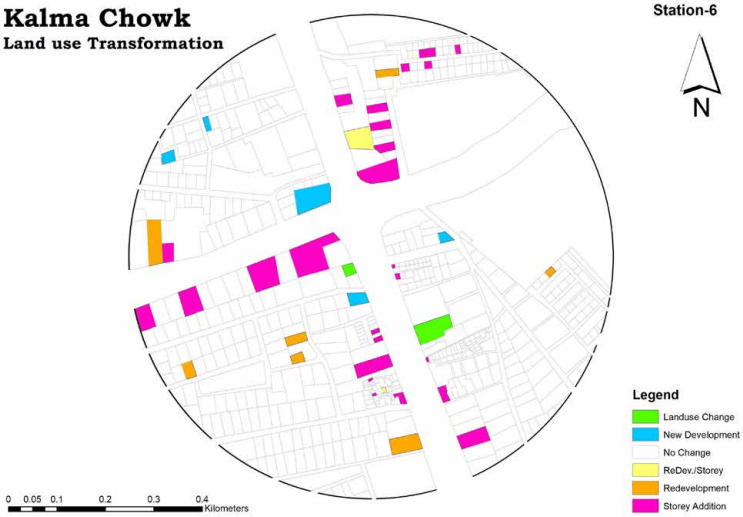 Kalma Chowk
Land use Transformation
Station-6
N
Legend
Landuse Change
New Development
No Change
ReDev./Storey
Redevelopment
Storey Addition
0 0.05 0.1 0.2 0.3 0.4
Kilometers